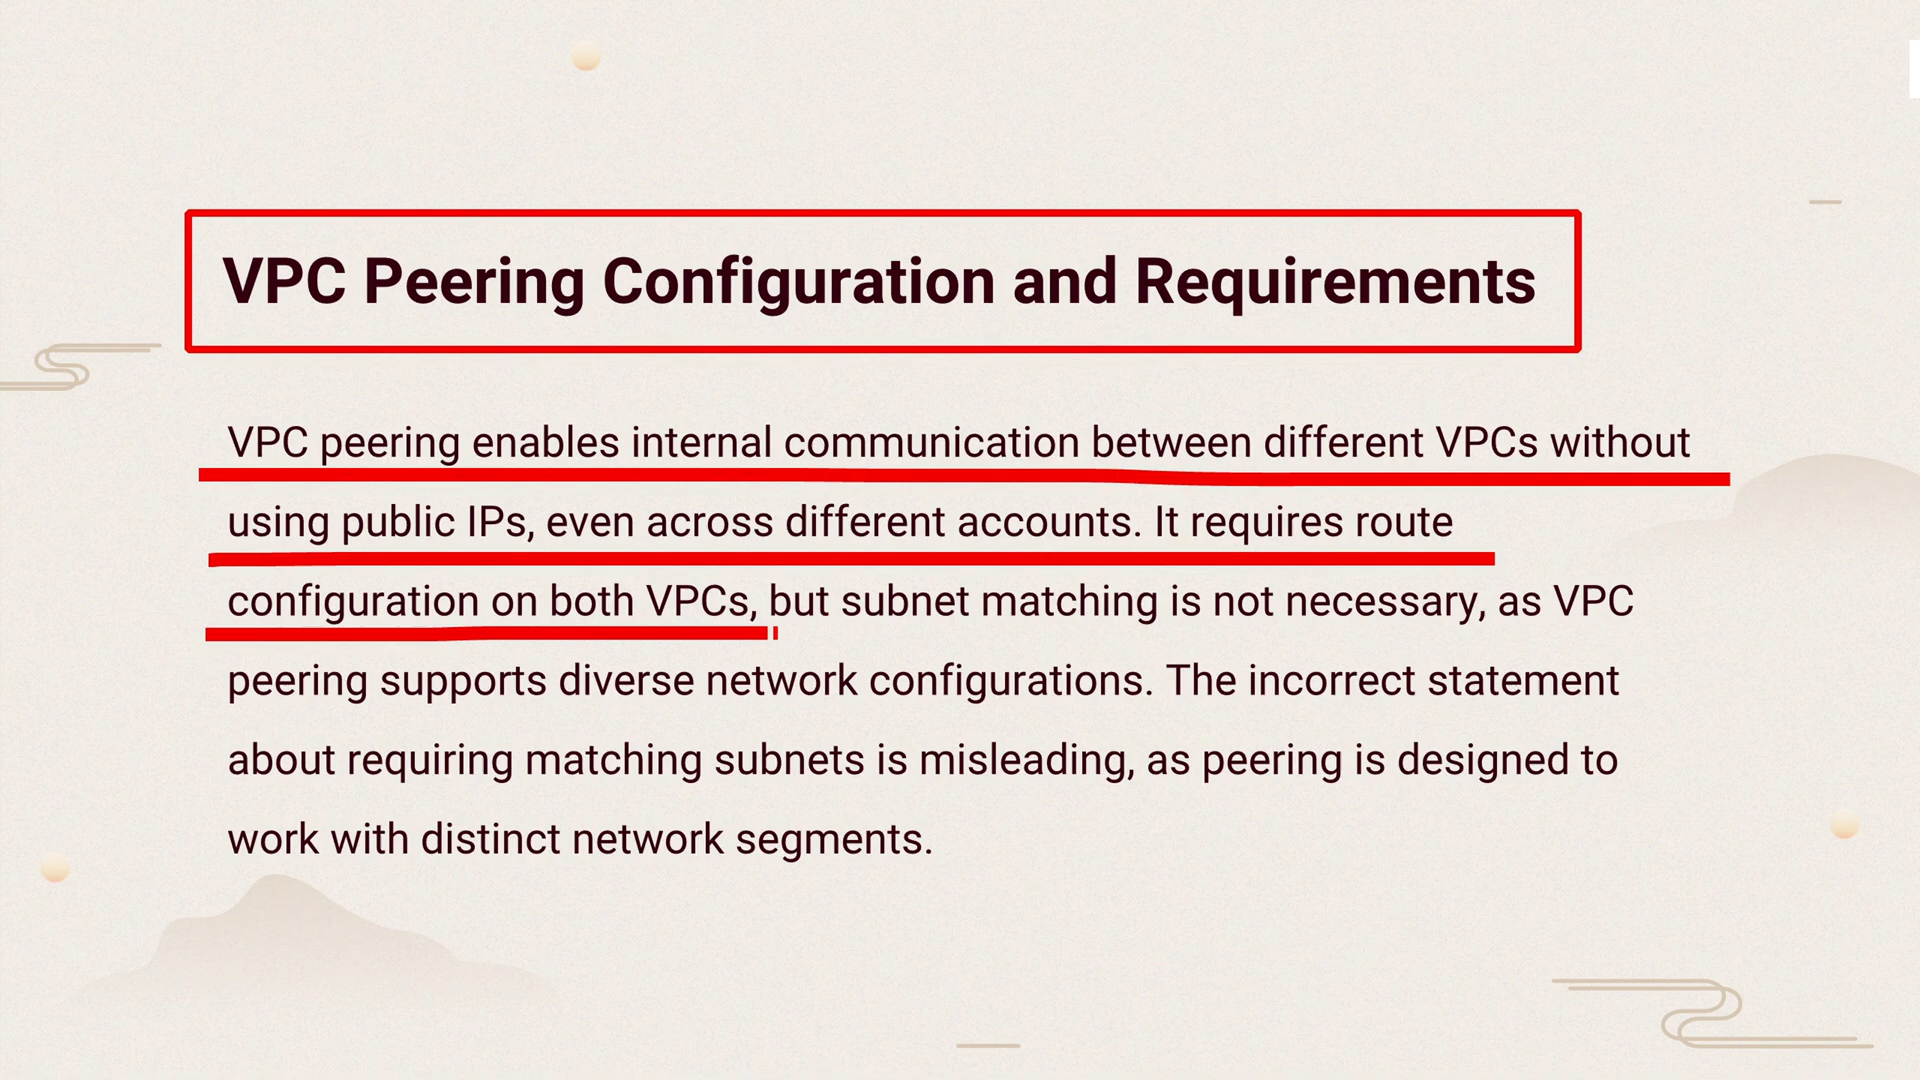 VPC Peering Configuration and Requirements
VPC peering enables internal communication between different VPCs without
using public IPs, even across different accounts. It requires route
configuration on both VPCs, but subnet matching is not necessary, as VPC
peering supports diverse network configurations. The incorrect statement
about requiring matching subnets is misleading, as peering is designed to
work with distinct network segments.